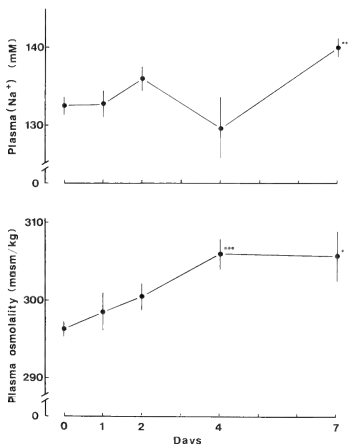 140
**
130
0
Plasma (Na+) (mM)
310
***
*
300
290
0
Plasma osmolality (mosm/kg)
0 1 2 4 7
Days